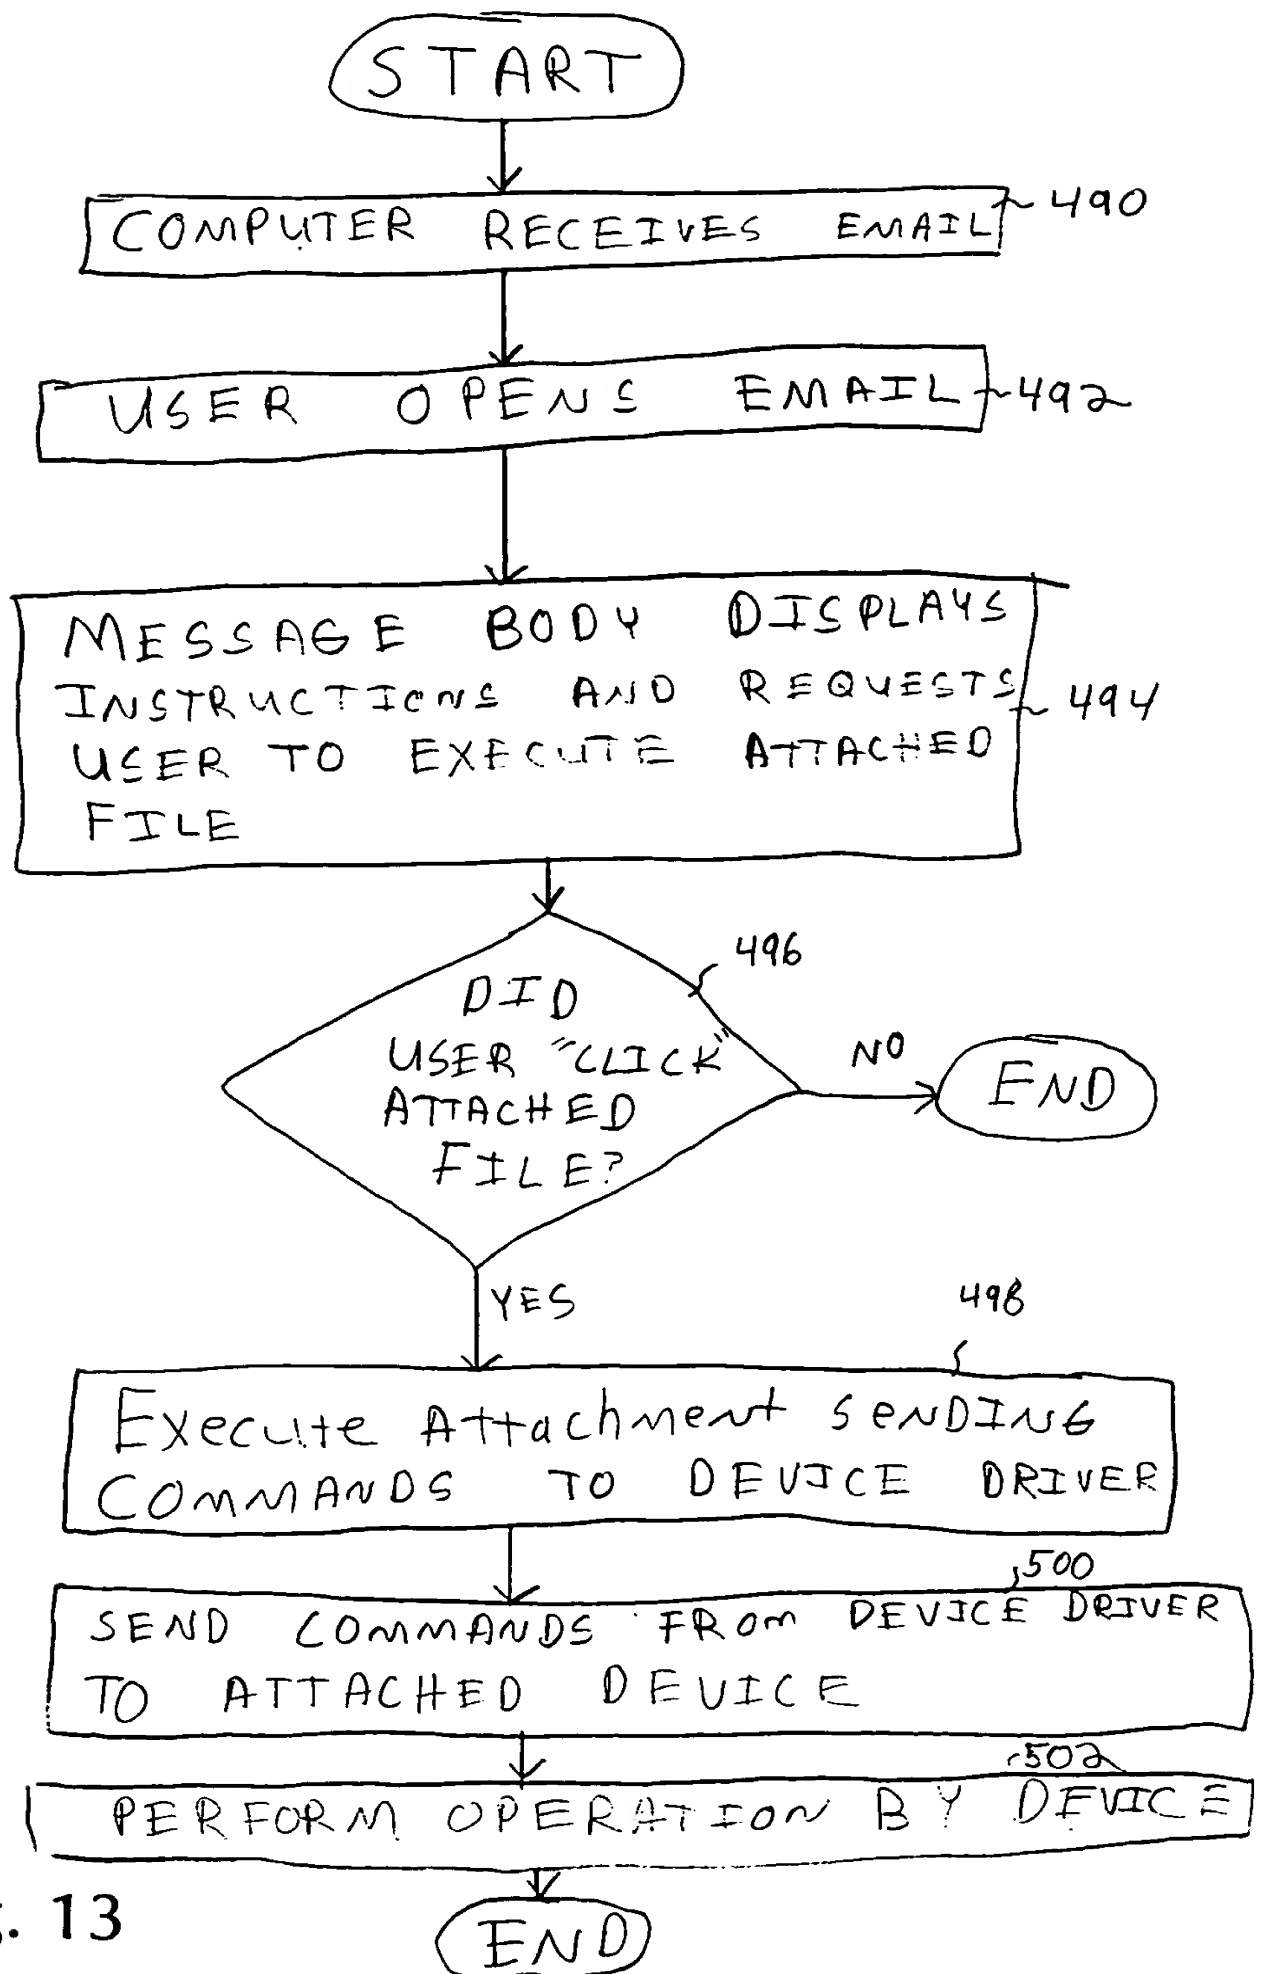 START
COMPUTER RECEIVES EMAIL
490
USER OPENS EMAIL
492
MESSAGE BODY DISPLAYS
INSTRUCTIONS AND REQUESTS
USER TO EXECUTE ATTACHED
FILE
494
496
DID
USER "CLICK"
ATTACHED
FILE?
NO
END
YES
498
Execute Attachment SeNDING
COMMANDS TO DEVICE DRIVER
500
SEND COMMANDS FROM DEVICE DRIVER
TO ATTACHED DEVICE
502
PERFORM OPERATION BY DEVICE
END
g. 13